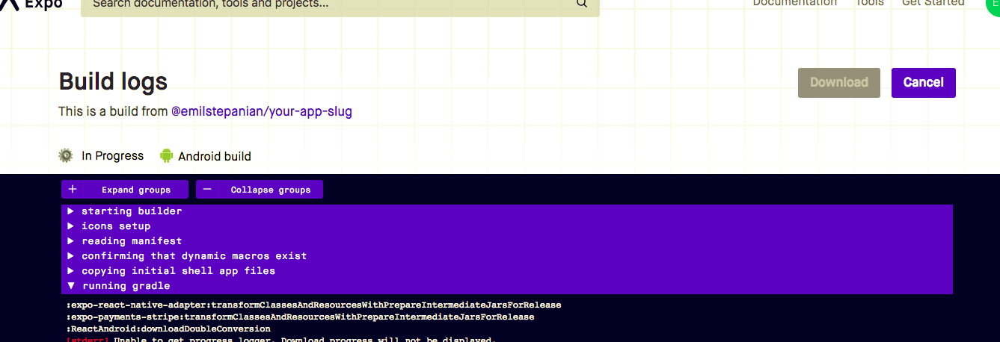 Expo Search documentation, tools and projects... Documentation Tools Get Started E
Build logs Download Cancel
This is a build from @emilstepanian/your-app-slug
In Progress Android build
+ Expand groups — Collapse groups
▶ starting builder
▶ icons setup
▶ reading manifest
▶ confirming that dynamic macros exist
▶ copying initial shell app files
▼ running gradle
:expo-react-native-adapter:transformClassesAndResourcesWithPrepareIntermediateJarsForRelease
:expo-payments-stripe:transformClassesAndResourcesWithPrepareIntermediateJarsForRelease
:ReactAndroid:downloadDoubleConversion
[stderr] Unable to get progress logger. Download progress will not be displayed.